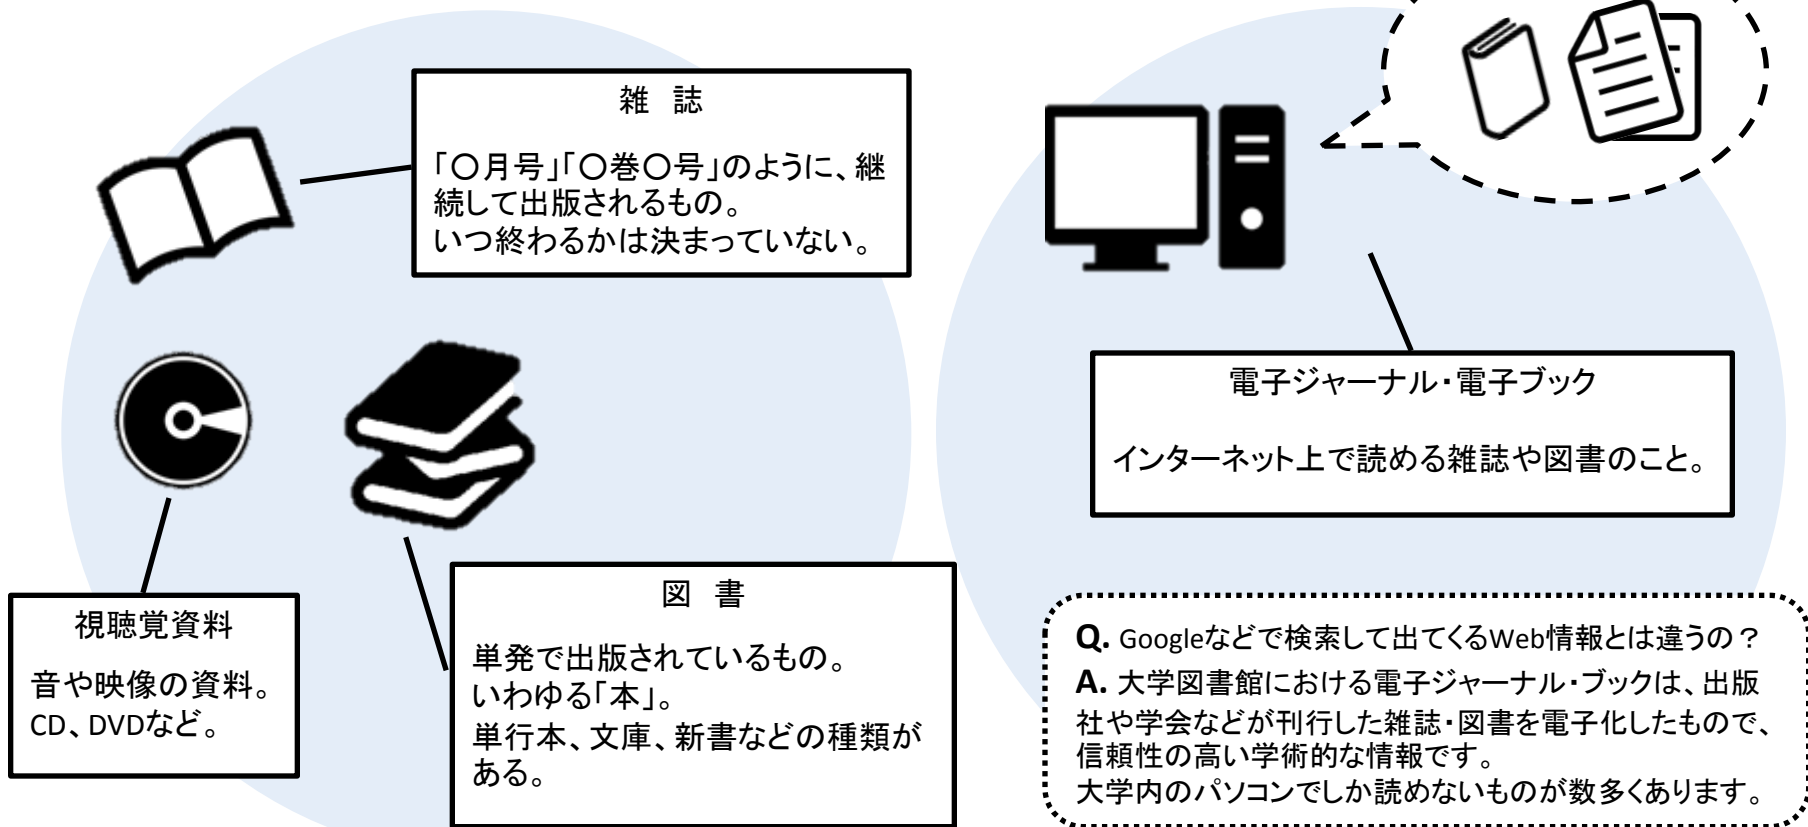 雑　誌
「〇月号」「〇巻〇号」のように、継
続して出版されるもの。
いつ終わるかは決まっていない。
視聴覚資料
音や映像の資料。
CD、DVDなど。
図　書
単発で出版されているもの。
いわゆる「本」。
単行本、文庫、新書などの種類が
ある。
電子ジャーナル・電子ブック
インターネット上で読める雑誌や図書のこと。
Q. Googleなどで検索して出てくるWeb情報とは違うの？
A. 大学図書館における電子ジャーナル・ブックは、出版
社や学会などが刊行した雑誌・図書を電子化したもので、
信頼性の高い学術的な情報です。
大学内のパソコンでしか読めないものが数多くあります。